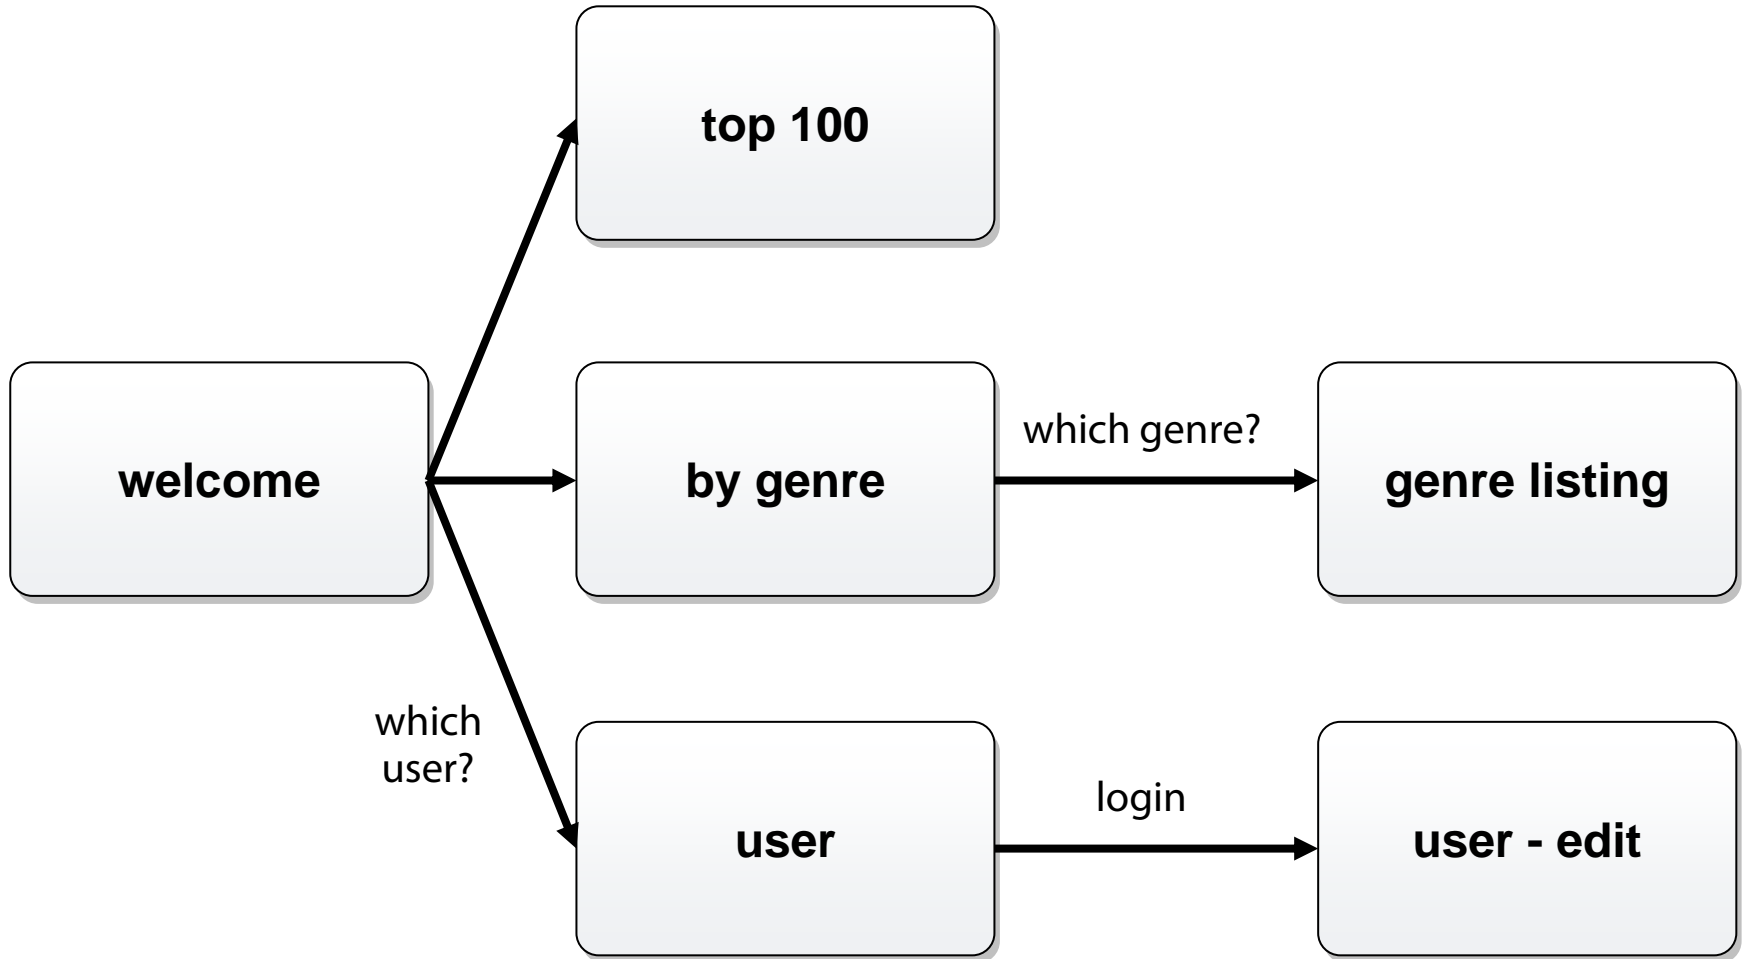 top 100
welcome
by genre
which genre?
genre listing
which
user?
user
login
user - edit